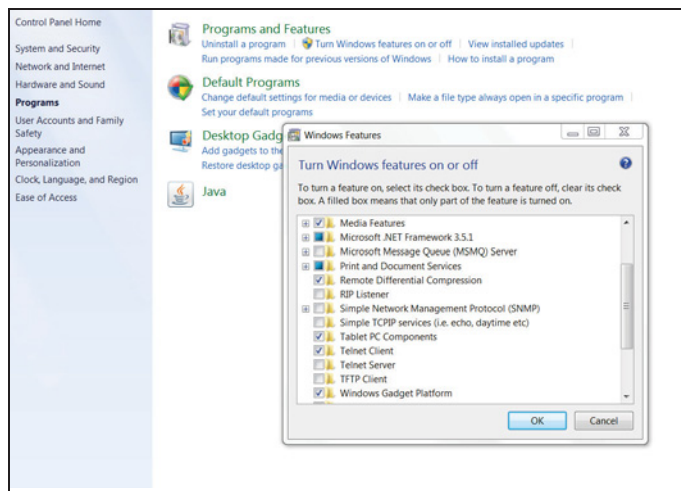 Control Panel Home
System and Security
Network and Internet
Hardware and Sound
Programs
User Accounts and Family
Safety
Appearance and
Personalization
Clock, Language, and Region
Ease of Access
Programs and Features
Uninstall a program | Turn Windows features on or off | View installed updates |
Run programs made for previous versions of Windows | How to install a program
Default Programs
Change default settings for media or devices | Make a file type always open in a specific program |
Set your default programs
Desktop Gadg
Add gadgets to the
Restore desktop ga
Java
Windows Features
Turn Windows features on or off
To turn a feature on, select its check box. To turn a feature off, clear its check
box. A filled box means that only part of the feature is turned on.
Media Features
Microsoft .NET Framework 3.5.1
Microsoft Message Queue (MSMQ) Server
Print and Document Services
Remote Differential Compression
RIP Listener
Simple Network Management Protocol (SNMP)
Simple TCPIP services (i.e. echo, daytime etc)
Tablet PC Components
Telnet Client
Telnet Server
TFTP Client
Windows Gadget Platform
OK Cancel